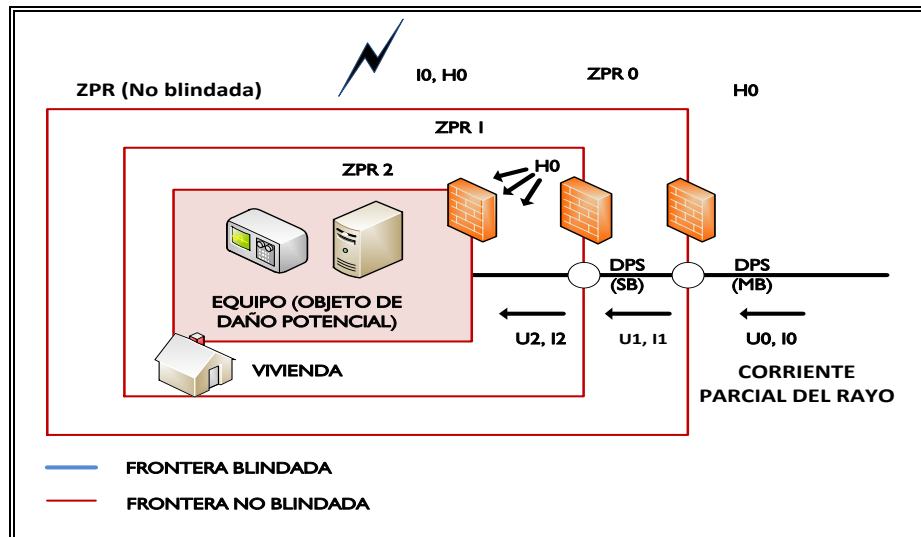 I0, H0
ZPR 0
H0
ZPR (No blindada)
ZPR 1
H0
ZPR 2
EQUIPO (OBJETO DE
DAÑO POTENCIAL)
DPS
(SB)
DPS
(MB)
U2, I2
U1, I1
U0, I0
VIVIENDA
CORRIENTE
PARCIAL DEL RAYO
FRONTERA BLINDADA
FRONTERA NO BLINDADA